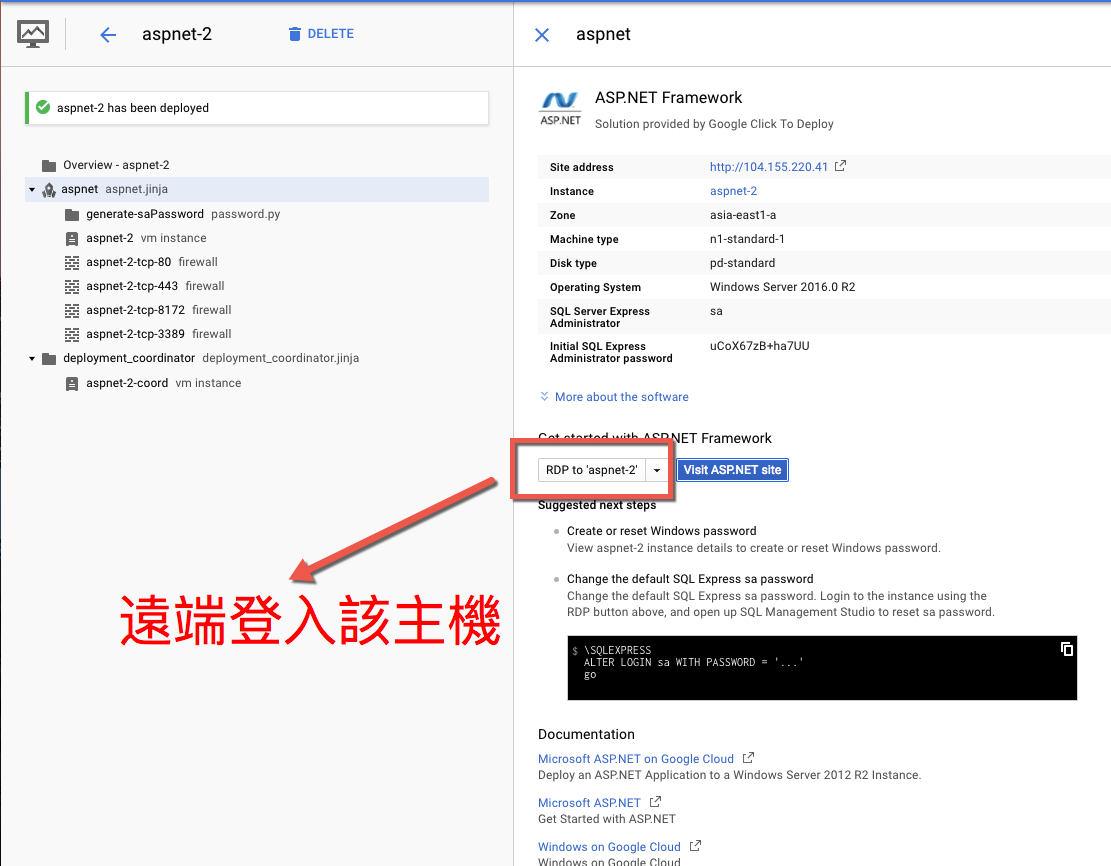 aspnet-2
DELETE
aspnet-2 has been deployed
Overview - aspnet-2
aspnet aspnet.jinja
generate-saPassword password.py
aspnet-2 vm instance
aspnet-2-tcp-80 firewall
aspnet-2-tcp-443 firewall
aspnet-2-tcp-8172 firewall
aspnet-2-tcp-3389 firewall
deployment_coordinator deployment_coordinator.jinja
aspnet-2-coord vm instance
遠端登入該主機
aspnet
ASP.NET
ASP.NET Framework
Solution provided by Google Click To Deploy
Site address http://104.155.220.41
Instance aspnet-2
Zone asia-east1-a
Machine type n1-standard-1
Disk type pd-standard
Operating System Windows Server 2016.0 R2
SQL Server Express sa
Administrator
Initial SQL Express uCoX67zB+ha7UU
Administrator password
More about the software
Get started with ASP.NET Framework
RDP to 'aspnet-2' Visit ASP.NET site
Suggested next steps
Create or reset Windows password
View aspnet-2 instance details to create or reset Windows password.
Change the default SQL Express sa password
Change the default SQL Express sa password. Login to the instance using the
RDP button above, and open up SQL Management Studio to reset sa password.
$ \SQLEXPRESS
ALTER LOGIN sa WITH PASSWORD = '...'
go
Documentation
Microsoft ASP.NET on Google Cloud
Deploy an ASP.NET Application to a Windows Server 2012 R2 Instance.
Microsoft ASP.NET
Get Started with ASP.NET
Windows on Google Cloud
Windows on Google Cloud